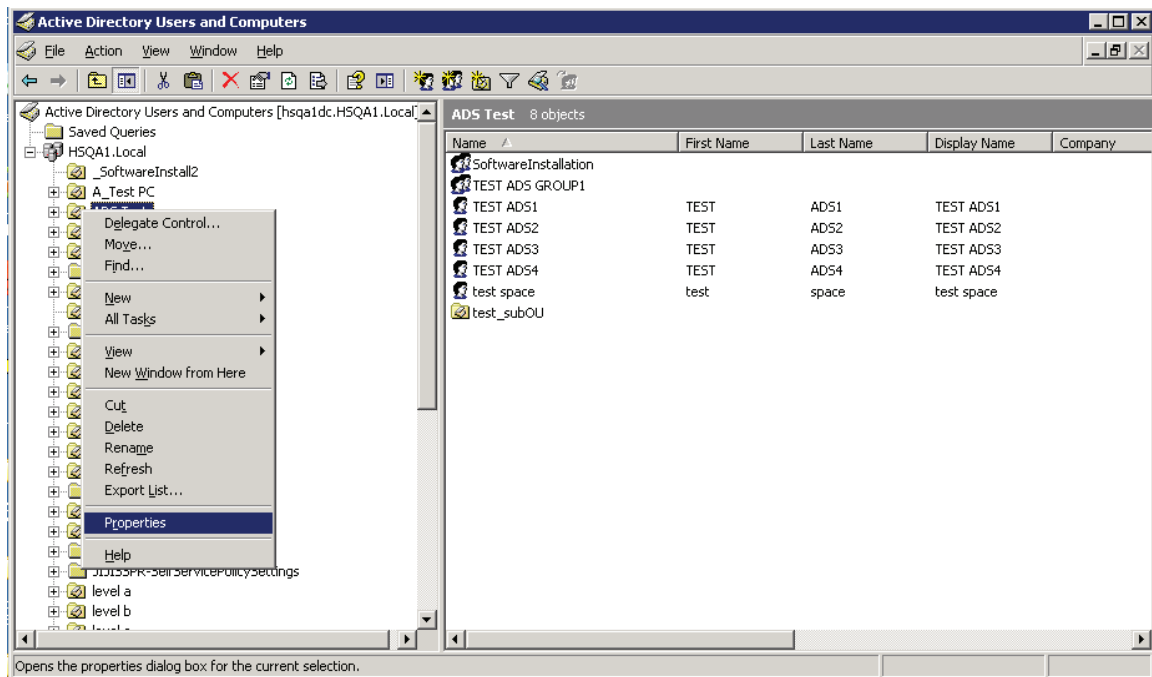 Active Directory Users and Computers
File Action View Window Help
Active Directory Users and Computers [hsqa1dc.HSQA1.Local]
Saved Queries
HSQA1.Local
_SoftwareInstall2
A_Test PC
Delegate Control...
Move...
Find...
New
All Tasks
View
New Window from Here
Cut
Delete
Rename
Refresh
Export List...
Properties
Help
level a
level b
ADS Test 8 objects
Name First Name Last Name Display Name Company
SoftwareInstallation
TEST ADS GROUP1
TEST ADS1 TEST ADS1 TEST ADS1
TEST ADS2 TEST ADS2 TEST ADS2
TEST ADS3 TEST ADS3 TEST ADS3
TEST ADS4 TEST ADS4 TEST ADS4
test space test space test space
test_subOU
Opens the properties dialog box for the current selection.